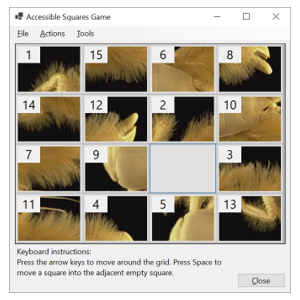 Accessible Squares Game
File Actions Tools
1 15 6 8
14 12 2 10
7 9 3
11 4 5 13
Keyboard instructions:
Press the arrow keys to move around the grid. Press Space to
move a square into the adjacent empty square.
Close